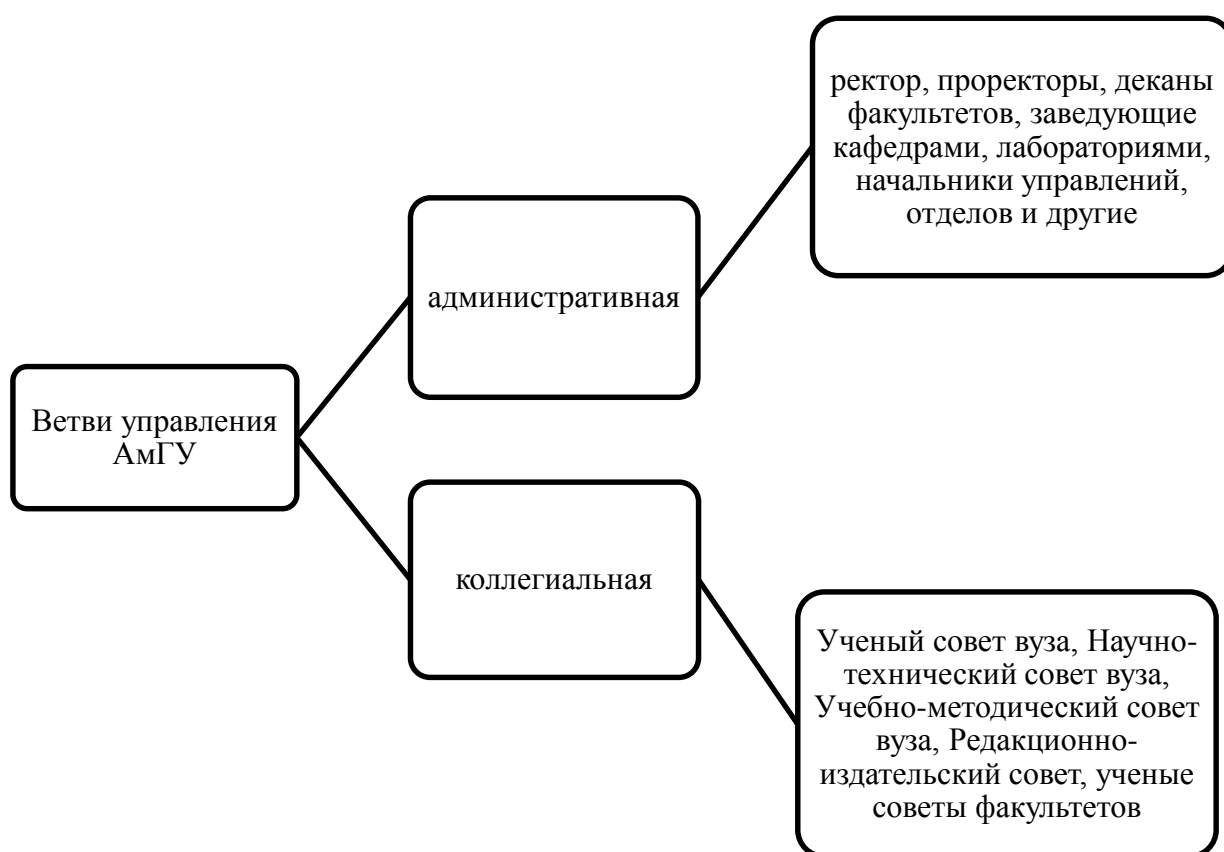 ректор, проректоры, деканы
факультетов, заведующие
кафедрами, лабораториями,
начальники управлений,
отделов и другие
административная
Ветви управления
АмГУ
коллегиальная
Ученый совет вуза, Научно-
технический совет вуза,
Учебно-методический совет
вуза, Редакционно-
издательский совет, ученые
советы факультетов